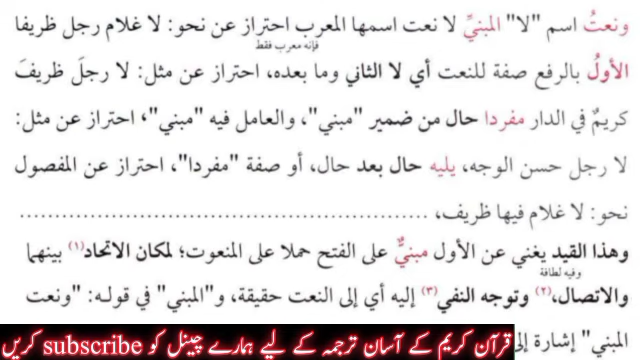 ونعتُ اسم "لا" المبنيِّ لا نعت اسمها المعرب احتراز عن نحو: لا غلام رجل ظريفا
فإنه معرب فقط
الأولُ بالرفع صفة للنعت أي لا الثاني وما بعده، احتراز عن مثل: لا رجلَ ظريفَ
كريمٌ في الدار مفردا حال من ضمير "مبني"، والعامل فيه "مبني"، احتراز عن مثل:
لا رجل حسن الوجه، يليه حال بعد حال، أو صفة "مفردا"، احتراز عن المفصول
نحو: لا غلام فيها ظريف، ................................................
وهذا القيد يغني عن الأول مبنيٌّ على الفتح حملا على المنعوت؛ لمكان الاتحاد(١) بينهما
وفيه لطافة
والاتصال،(٢) وتوجه النفي(٣) إليه أي إلى النعت حقيقة، و"المبني" في قوله: "ونعت
المبني" إشارة إلى
قرآن کریم کے آسان ترجمہ کے لیے ہمارے چینل کو subscribe کریں